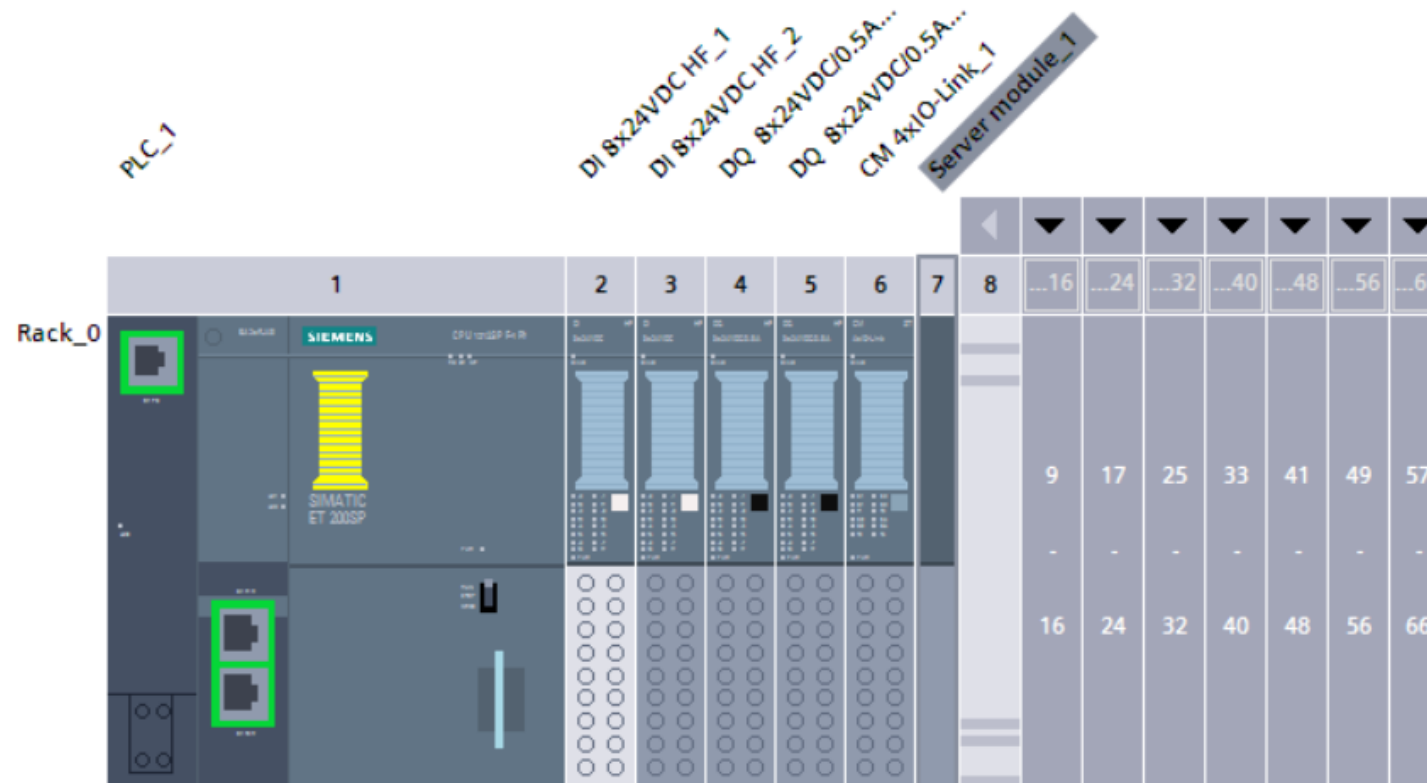 PLC_1
DI 8x24VDC HF_1
DI 8x24VDC HF_2
DQ 8x24VDC/0.5A...
DQ 8x24VDC/0.5A...
CM 4xIO-Link_1
Server module_1
1 2 3 4 5 6 7 8 ...16 ...24 ...32 ...40 ...48 ...56 ...6
Rack_0
SIEMENS
9 17 25 33 41 49 57
SIMATIC
ET 200SP
- - - - - - -
16 24 32 40 48 56 66